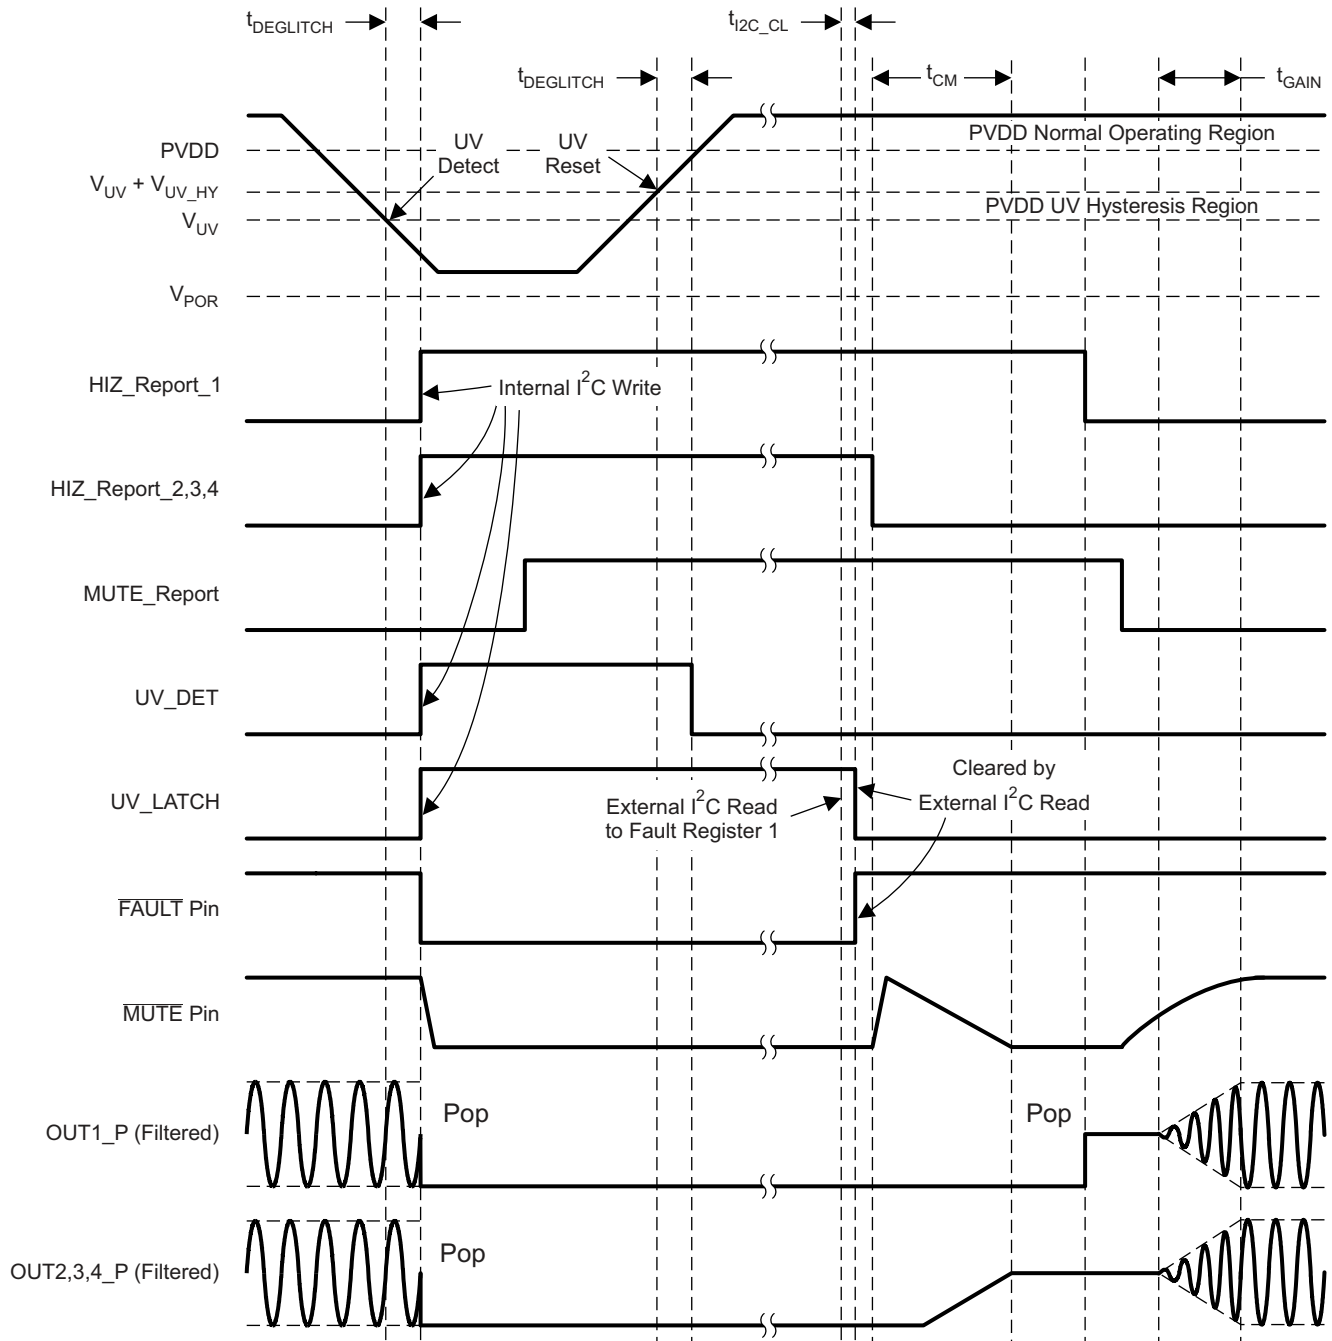 tDEGLITCH
tI2C_CL
tDEGLITCH
tCM
tGAIN
PVDD Normal Operating Region
PVDD
UV
Detect
UV
Reset
VUV + VUV_HY
PVDD UV Hysteresis Region
VUV
VPOR
HIZ_Report_1
Internal I2C Write
HIZ_Report_2,3,4
MUTE_Report
UV_DET
Cleared by
External I2C Read
UV_LATCH
External I2C Read
to Fault Register 1
FAULT Pin
MUTE Pin
Pop
Pop
OUT1_P (Filtered)
Pop
OUT2,3,4_P (Filtered)